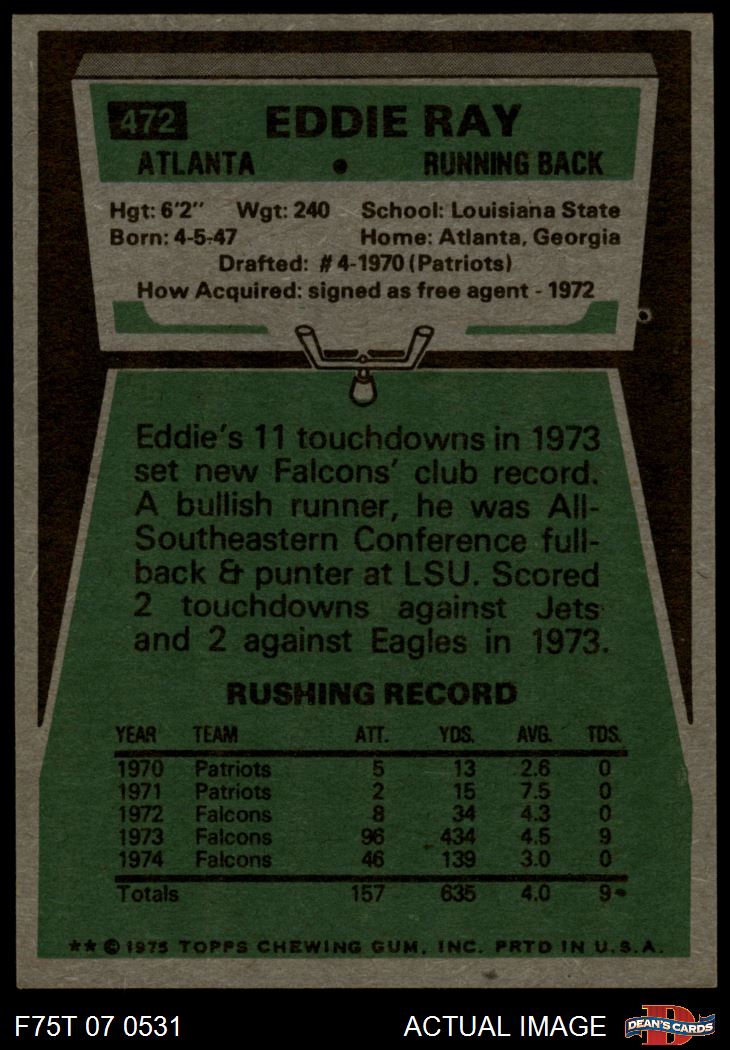 472 EDDIE RAY
ATLANTA • RUNNING BACK
Hgt: 6'2" Wgt: 240 School: Louisiana State
Born: 4-5-47 Home: Atlanta, Georgia
Drafted: #4-1970 (Patriots)
How Acquired: signed as free agent - 1972
Eddie's 11 touchdowns in 1973
set new Falcons' club record.
A bullish runner, he was All-
Southeastern Conference full-
back & punter at LSU. Scored
2 touchdowns against Jets
and 2 against Eagles in 1973.
RUSHING RECORD
YEAR TEAM ATT. YDS. AVG. TDS.
1970 Patriots 5 13 2.6 0
1971 Patriots 2 15 7.5 0
1972 Falcons 8 34 4.3 0
1973 Falcons 96 434 4.5 9
1974 Falcons 46 139 3.0 0
Totals 157 635 4.0 9
** © 1975 TOPPS CHEWING GUM, INC. PRTD IN U.S.A.
F75T 07 0531 ACTUAL IMAGE D DEAN'S CARDS